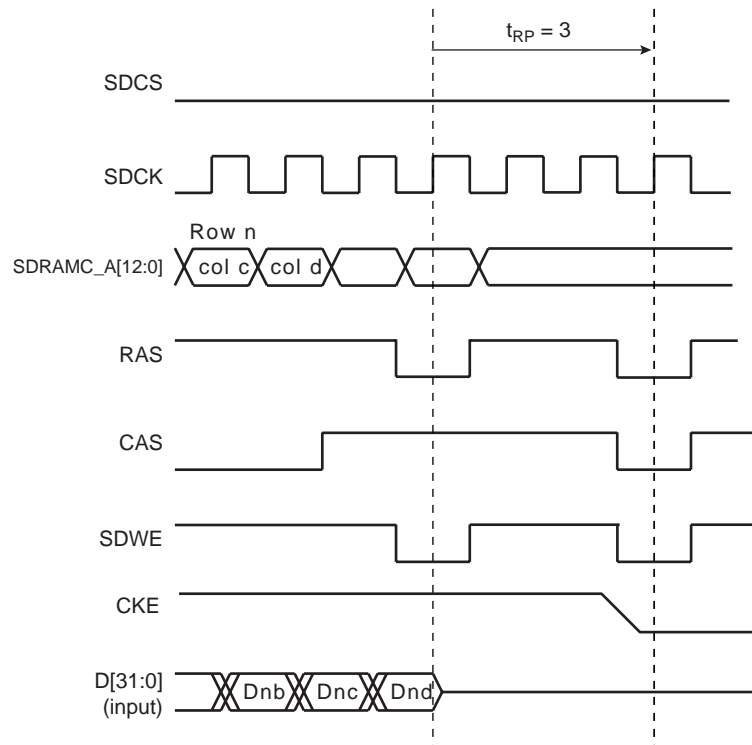 tRP = 3
SDCS
SDCK
Row n
SDRAMC_A[12:0]
col c col d
RAS
CAS
SDWE
CKE
D[31:0]
(input)
Dnb Dnc Dnd